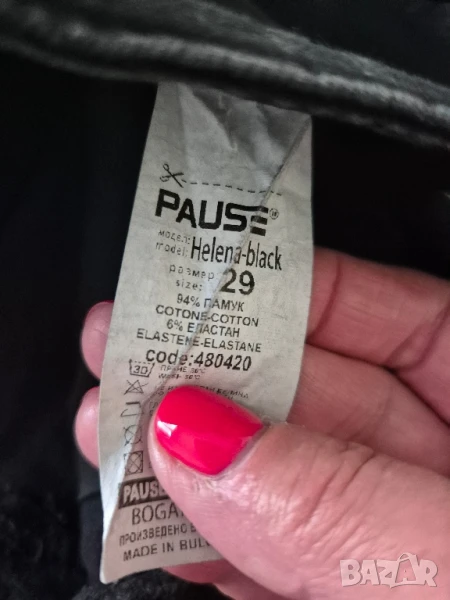 PAUSE®
модел:
model: Helena-black
размер
size: 29
94% ПАМУК
COTONE-COTTON
6% ЕЛАСТАН
ELASTENE-ELASTANE
code:480420
30
PAUSE
BOGA
ПРОИЗВЕДЕНО В
MADE IN BUL
BAZAR